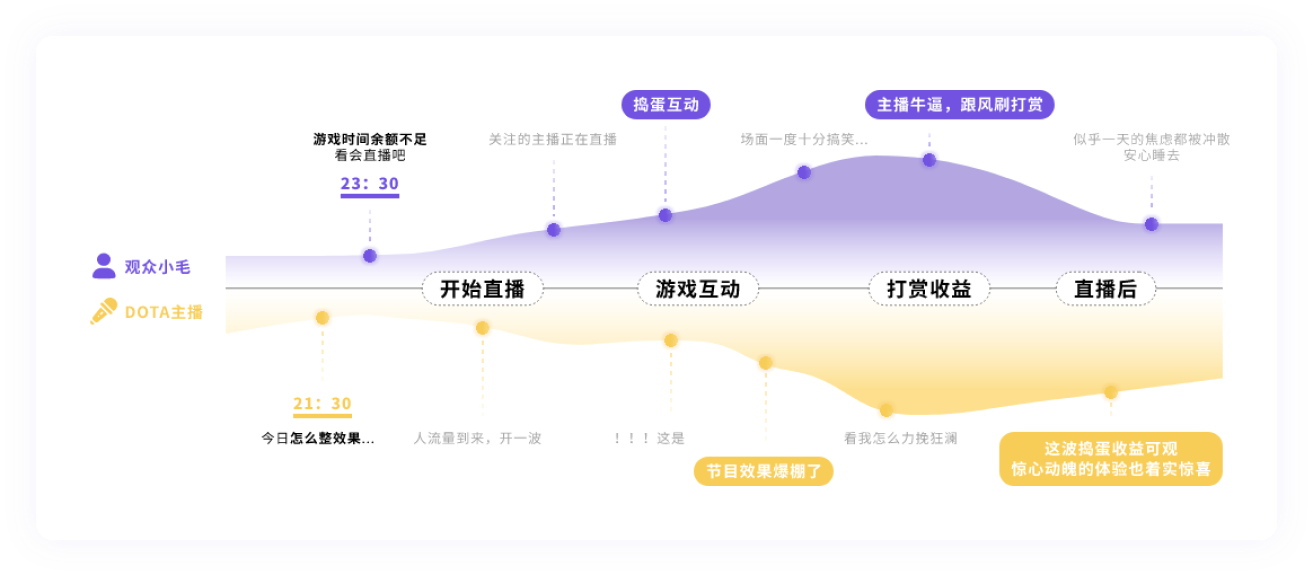 捣蛋互动
主播牛逼，跟风刷打赏
游戏时间余额不足
看会直播吧
23：30
关注的主播正在直播
场面一度十分搞笑...
似乎一天的焦虑都被冲散
安心睡去
观众小毛
开始直播
游戏互动
打赏收益
直播后
DOTA主播
21：30
今日怎么整效果...
人流量到来，开一波
！！！这是
看我怎么力挽狂澜
节目效果爆棚了
这波捣蛋收益可观
惊心动魄的体验也着实惊喜